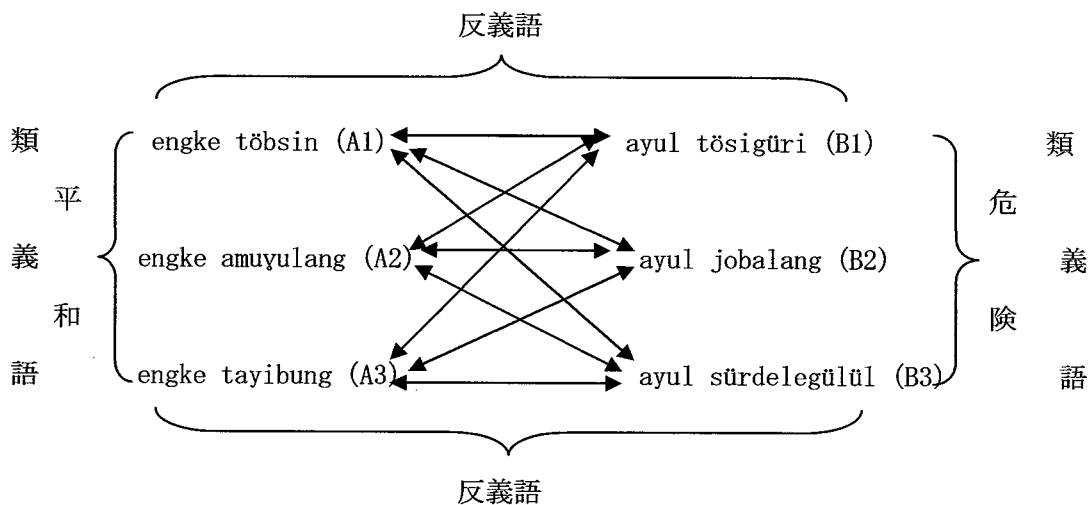 反義語
類 engke töbsin (A1) ayul tösigüri (B1) 類
平 危
義 engke amuɣulang (A2) ayul jobalang (B2) 義
和 険
語 engke tayibung (A3) ayul sürdelegülül (B3) 語
反義語